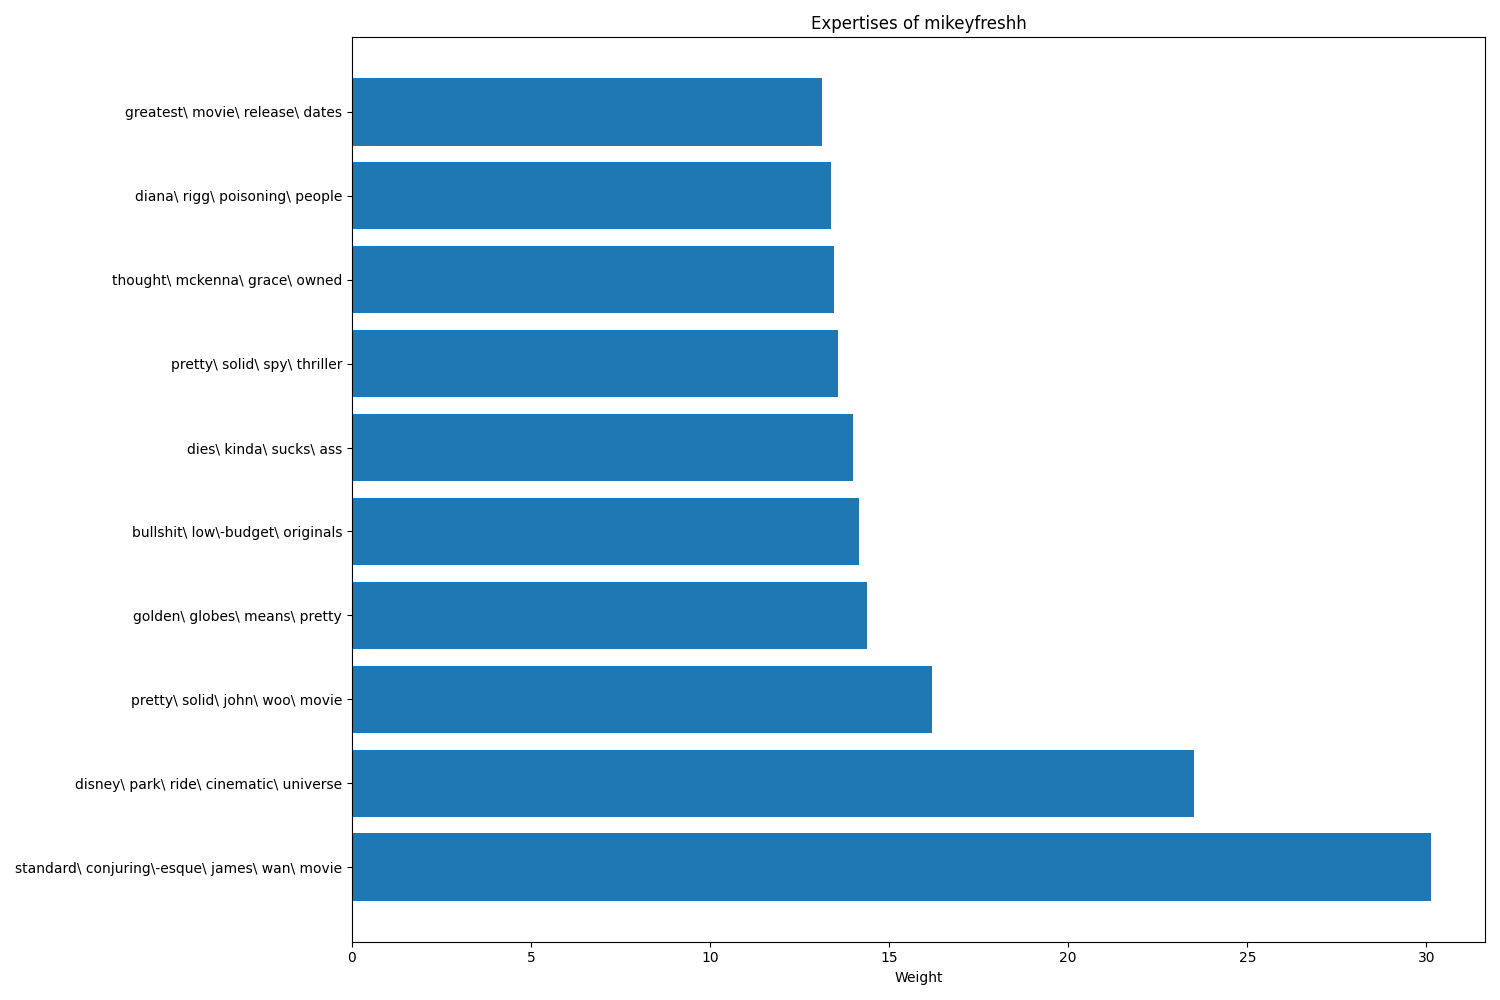 Expertises of mikeyfreshh
greatest\ movie\ release\ dates
diana\ rigg\ poisoning\ people
thought\ mckenna\ grace\ owned
pretty\ solid\ spy\ thriller
dies\ kinda\ sucks\ ass
bullshit\ low\-budget\ originals
golden\ globes\ means\ pretty
pretty\ solid\ john\ woo\ movie
disney\ park\ ride\ cinematic\ universe
standard\ conjuring\-esque\ james\ wan\ movie
0 5 10 15 20 25 30
Weight